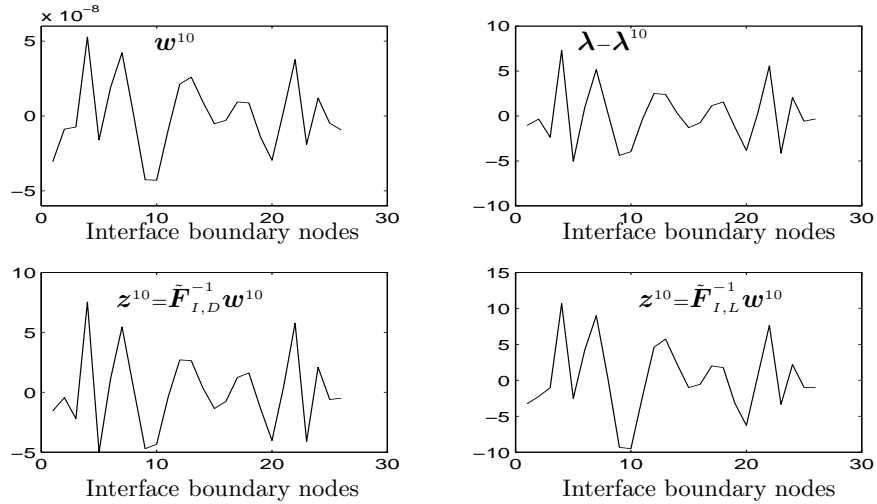 × 10⁻⁸
w¹⁰
5
0
−5
0 10 20 30
Interface boundary nodes
λ−λ¹⁰
10
5
0
−5
−10
0 10 20 30
Interface boundary nodes
z¹⁰=F̃⁻¹_{I,D}w¹⁰
10
5
0
−5
0 10 20 30
Interface boundary nodes
z¹⁰=F̃⁻¹_{I,L}w¹⁰
15
10
5
0
−5
−10
0 10 20 30
Interface boundary nodes